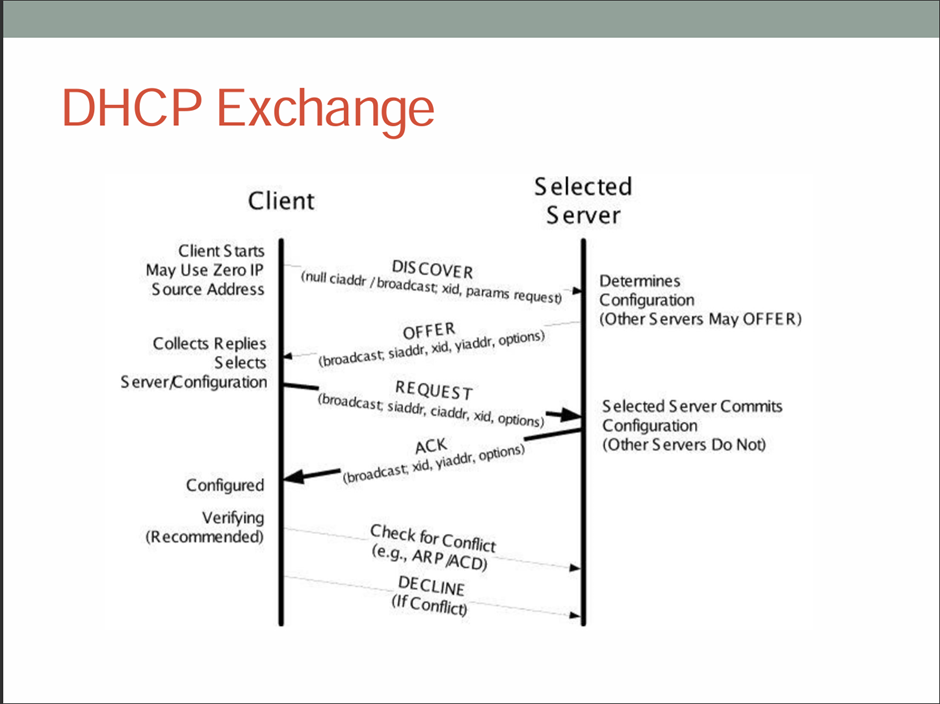 DHCP Exchange
Client
Selected
Server
Client Starts
May Use Zero IP
Source Address
DISCOVER
(null ciaddr / broadcast; xid, params request)
Determines
Configuration
(Other Servers May OFFER)
OFFER
(broadcast; siaddr, xid, yiaddr, options)
Collects Replies
Selects
Server/Configuration
REQUEST
(broadcast; siaddr, ciaddr, xid, options)
Selected Server Commits
Configuration
(Other Servers Do Not)
ACK
(broadcast; xid, yiaddr, options)
Configured
Verifying
(Recommended)
Check for Conflict
(e.g., ARP/ACD)
DECLINE
(If Conflict)